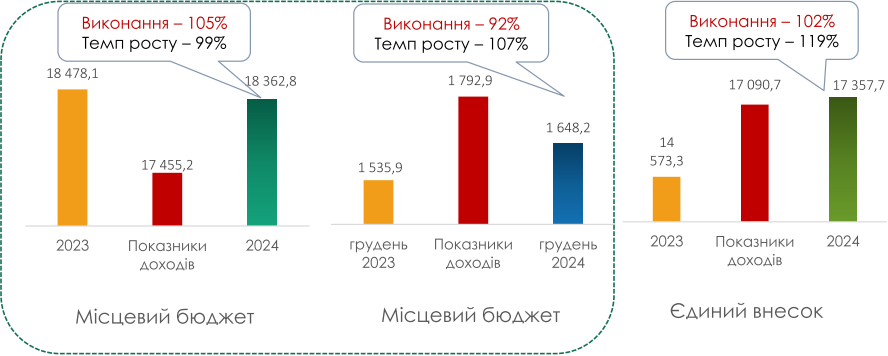 Виконання – 105%
Темп росту – 99%
18 478,1
17 455,2
18 362,8
2023
Показники
доходів
2024
Місцевий бюджет
Виконання – 92%
Темп росту – 107%
1 535,9
1 792,9
1 648,2
грудень
2023
Показники
доходів
грудень
2024
Місцевий бюджет
Виконання – 102%
Темп росту – 119%
14
573,3
17 090,7
17 357,7
2023
Показники
доходів
2024
Єдиний внесок